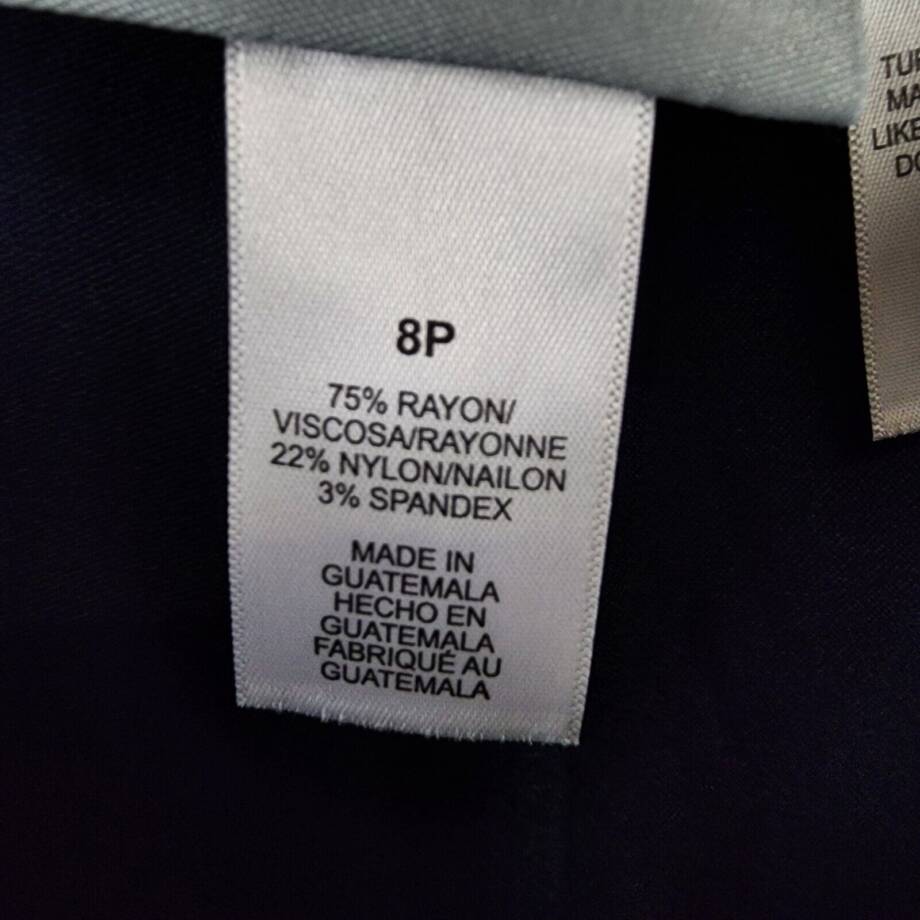 8P
75% RAYON/
VISCOSA/RAYONNE
22% NYLON/NAILON
3% SPANDEX
MADE IN
GUATEMALA
HECHO EN
GUATEMALA
FABRIQUÉ AU
GUATEMALA
LIKE